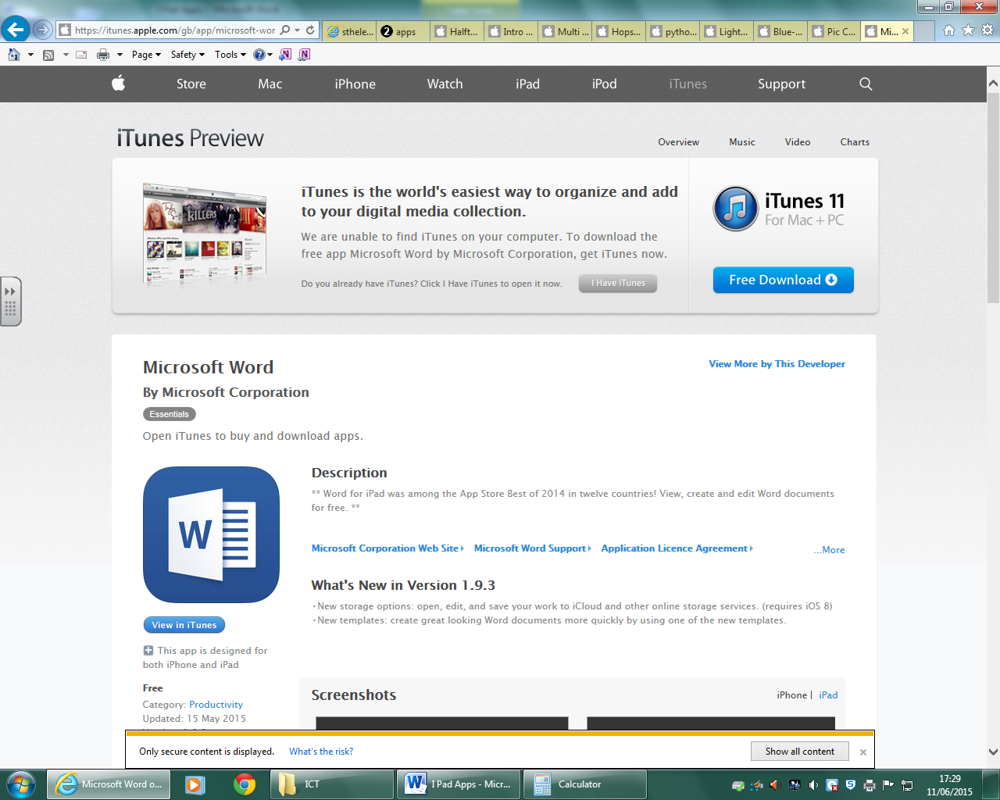 https://itunes.apple.com/gb/app/microsoft-wor
sthele...
apps
Halft...
Intro ...
Multi ...
Hops...
pytho...
Light...
Blue-...
Pic C...
Mi...
Page
Safety
Tools
Store
Mac
iPhone
Watch
iPad
iPod
iTunes
Support
iTunes Preview
Overview
Music
Video
Charts
iTunes is the world's easiest way to organize and add
to your digital media collection.
We are unable to find iTunes on your computer. To download the
free app Microsoft Word by Microsoft Corporation, get iTunes now.
Do you already have iTunes? Click I Have iTunes to open it now.
I Have iTunes
iTunes 11
For Mac + PC
Free Download
KILLERS
Microsoft Word
View More by This Developer
By Microsoft Corporation
Essentials
Open iTunes to buy and download apps.
W
View in iTunes
This app is designed for
both iPhone and iPad
Free
Category: Productivity
Updated: 15 May 2015
Description
** Word for iPad was among the App Store Best of 2014 in twelve countries! View, create and edit Word documents
for free. **
Microsoft Corporation Web Site
Microsoft Word Support
Application Licence Agreement
...More
What's New in Version 1.9.3
•New storage options: open, edit, and save your work to iCloud and other online storage services. (requires iOS 8)
•New templates: create great looking Word documents more quickly by using one of the new templates.
Screenshots
iPhone |
iPad
Only secure content is displayed.
What's the risk?
Show all content
Microsoft Word o...
ICT
I Pad Apps - Micr...
Calculator
17:29
11/06/2015